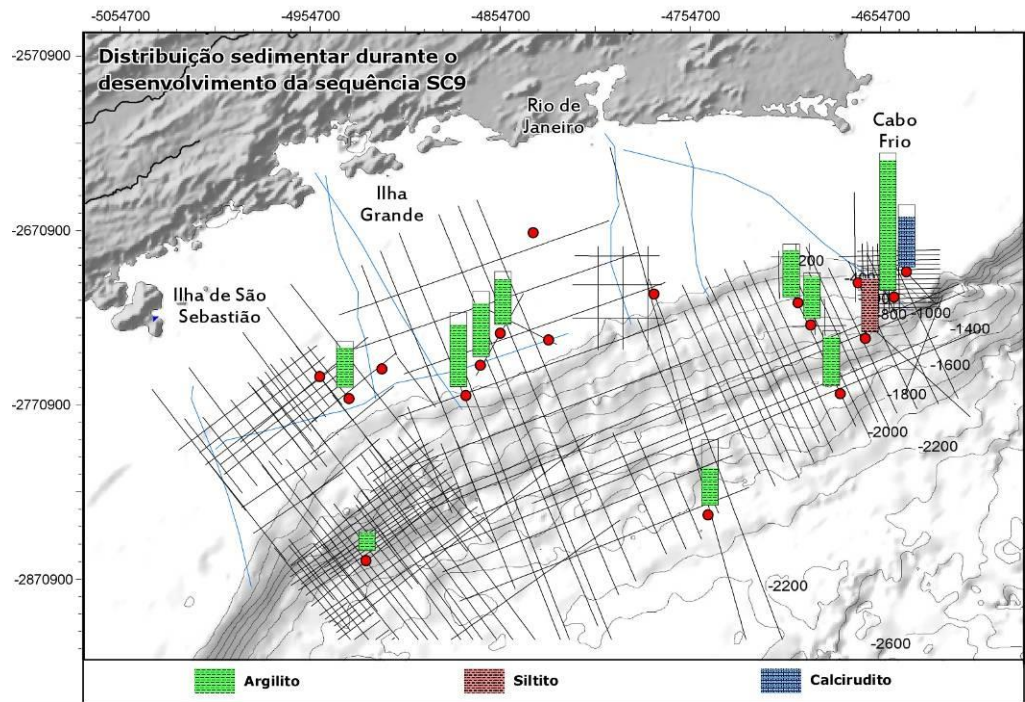 -5054700
-4954700
-4854700
-4754700
-4654700
-2570900
-2670900
-2770900
-2870900
Distribuição sedimentar durante o
desenvolvimento da sequência SC9
Rio de
Janeiro
Cabo
Frio
Ilha
Grande
Ilha de São
Sebastião
200
800
-1000
-1400
-1600
-1800
-2000
-2200
-2200
-2600
Argilito
Siltito
Calcirudito